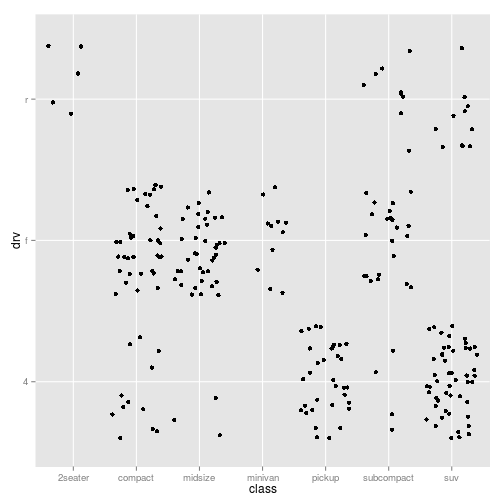 r
f
drv
4
2seater compact midsize minivan pickup subcompact suv
class